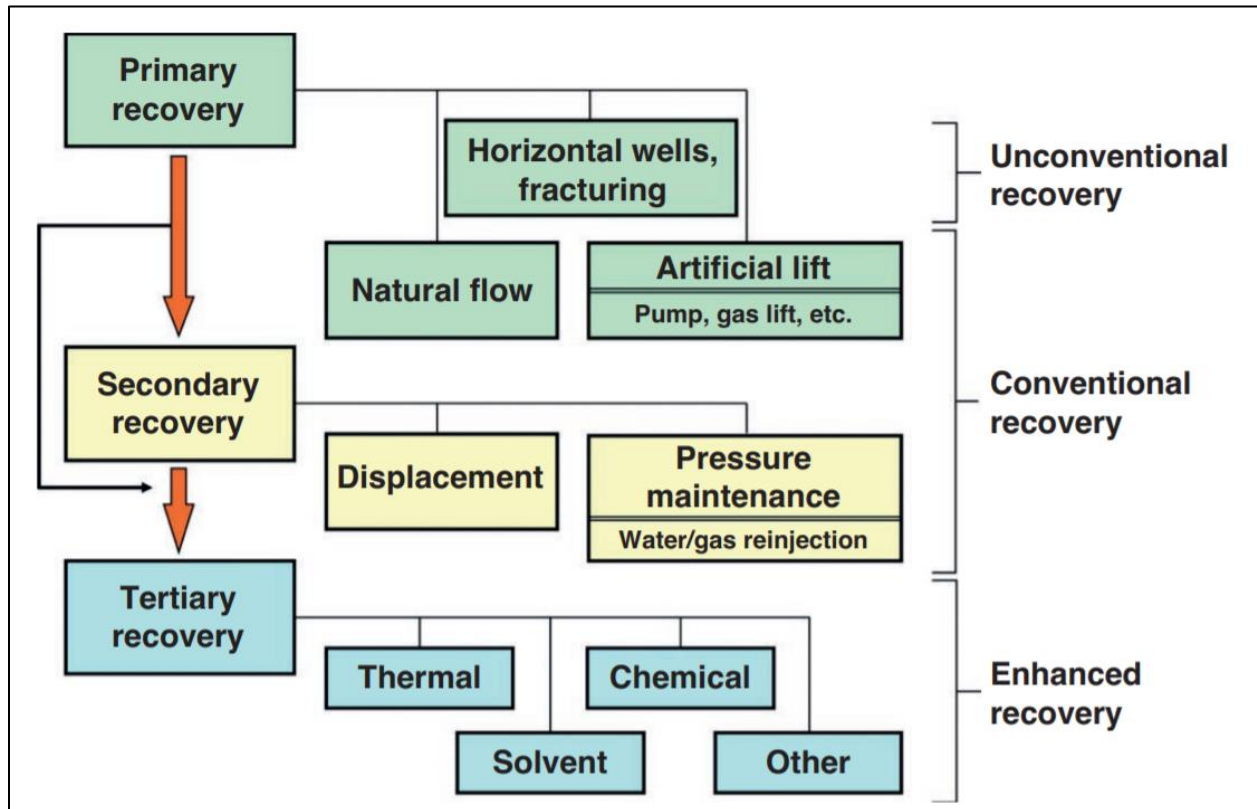 Primary
recovery
Horizontal wells,
fracturing
Unconventional
recovery
Natural flow
Artificial lift
Pump, gas lift, etc.
Secondary
recovery
Conventional
recovery
Displacement
Pressure
maintenance
Water/gas reinjection
Tertiary
recovery
Thermal
Chemical
Enhanced
recovery
Solvent
Other